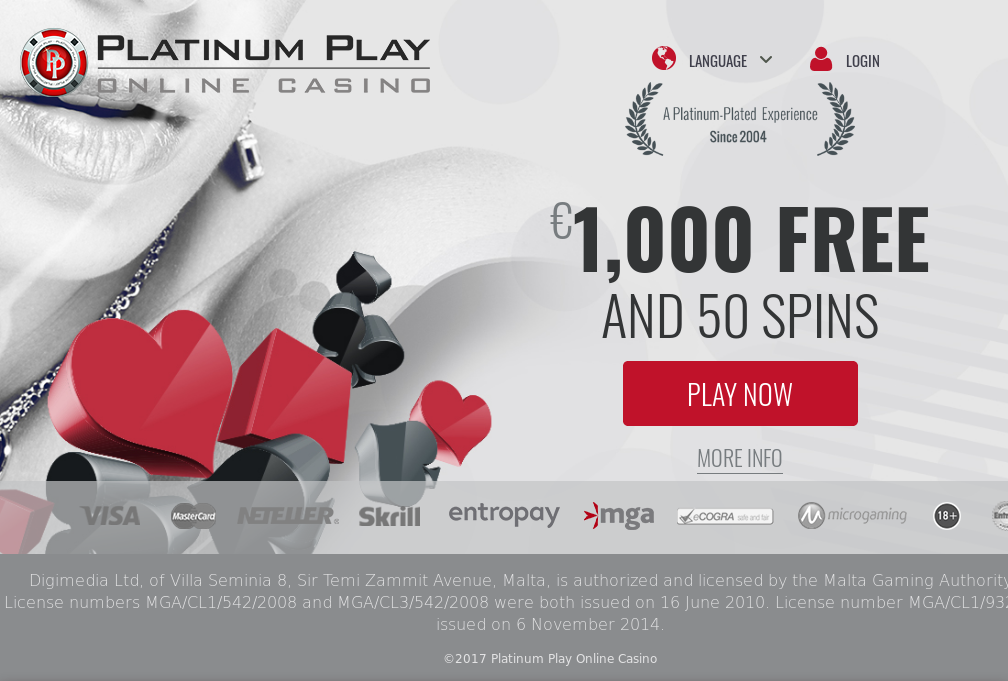 PLATINUM PLAY
ONLINE CASINO
LANGUAGE
LOGIN
A Platinum-Plated Experience
Since 2004
€1,000 FREE
AND 50 SPINS
PLAY NOW
MORE INFO
VISA MasterCard NETELLER Skrill entropay mga eCOGRA safe and fair microgaming 18+
Digimedia Ltd, of Villa Seminia 8, Sir Temi Zammit Avenue, Malta, is authorized and licensed by the Malta Gaming Authority
License numbers MGA/CL1/542/2008 and MGA/CL3/542/2008 were both issued on 16 June 2010. License number MGA/CL1/932
issued on 6 November 2014.
©2017 Platinum Play Online Casino